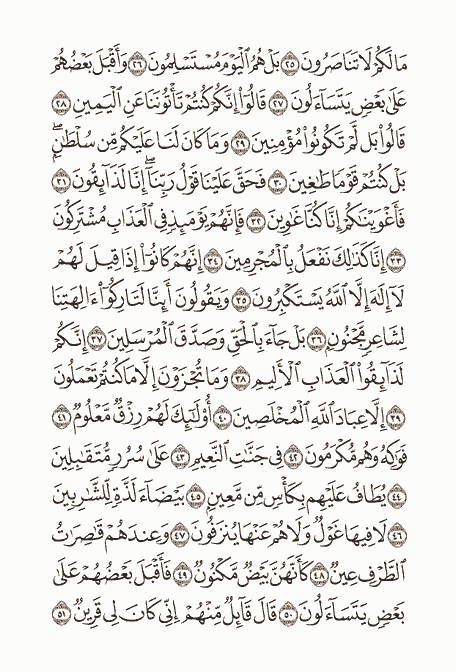 مَا لَكُمْ لَا تَنَاصَرُونَ ٢٥ بَلْ هُمُ ٱلْيَوْمَ مُسْتَسْلِمُونَ ٢٦ وَأَقْبَلَ بَعْضُهُمْ
عَلَىٰ بَعْضٍ يَتَسَآءَلُونَ ٢٧ قَالُوٓا۟ إِنَّكُمْ كُنتُمْ تَأْتُونَنَا عَنِ ٱلْيَمِينِ ٢٨
قَالُوا۟ بَل لَّمْ تَكُونُوا۟ مُؤْمِنِينَ ٢٩ وَمَا كَانَ لَنَا عَلَيْكُم مِّن سُلْطَٰنٍۭ ۖ
بَلْ كُنتُمْ قَوْمًا طَٰغِينَ ٣٠ فَحَقَّ عَلَيْنَا قَوْلُ رَبِّنَآ ۖ إِنَّا لَذَآئِقُونَ ٣١
فَأَغْوَيْنَٰكُمْ إِنَّا كُنَّا غَٰوِينَ ٣٢ فَإِنَّهُمْ يَوْمَئِذٍ فِى ٱلْعَذَابِ مُشْتَرِكُونَ
٣٣ إِنَّا كَذَٰلِكَ نَفْعَلُ بِٱلْمُجْرِمِينَ ٣٤ إِنَّهُمْ كَانُوٓا۟ إِذَا قِيلَ لَهُمْ
لَآ إِلَٰهَ إِلَّا ٱللَّهُ يَسْتَكْبِرُونَ ٣٥ وَيَقُولُونَ أَئِنَّا لَتَارِكُوٓا۟ ءَالِهَتِنَا
لِشَاعِرٍ مَّجْنُونٍۭ ٣٦ بَلْ جَآءَ بِٱلْحَقِّ وَصَدَّقَ ٱلْمُرْسَلِينَ ٣٧ إِنَّكُمْ
لَذَآئِقُوا۟ ٱلْعَذَابِ ٱلْأَلِيمِ ٣٨ وَمَا تُجْزَوْنَ إِلَّا مَا كُنتُمْ تَعْمَلُونَ
٣٩ إِلَّا عِبَادَ ٱللَّهِ ٱلْمُخْلَصِينَ ٤٠ أُو۟لَٰٓئِكَ لَهُمْ رِزْقٌ مَّعْلُومٌ ٤١
فَوَٰكِهُ ۖ وَهُم مُّكْرَمُونَ ٤٢ فِى جَنَّٰتِ ٱلنَّعِيمِ ٤٣ عَلَىٰ سُرُرٍ مُّتَقَٰبِلِينَ
٤٤ يُطَافُ عَلَيْهِم بِكَأْسٍ مِّن مَّعِينٍۭ ٤٥ بَيْضَآءَ لَذَّةٍ لِّلشَّٰرِبِينَ
٤٦ لَا فِيهَا غَوْلٌ وَلَا هُمْ عَنْهَا يُنزَفُونَ ٤٧ وَعِندَهُمْ قَٰصِرَٰتُ
ٱلطَّرْفِ عِينٌ ٤٨ كَأَنَّهُنَّ بَيْضٌ مَّكْنُونٌ ٤٩ فَأَقْبَلَ بَعْضُهُمْ عَلَىٰ
بَعْضٍ يَتَسَآءَلُونَ ٥٠ قَالَ قَآئِلٌ مِّنْهُمْ إِنِّى كَانَ لِى قَرِينٌ ٥١